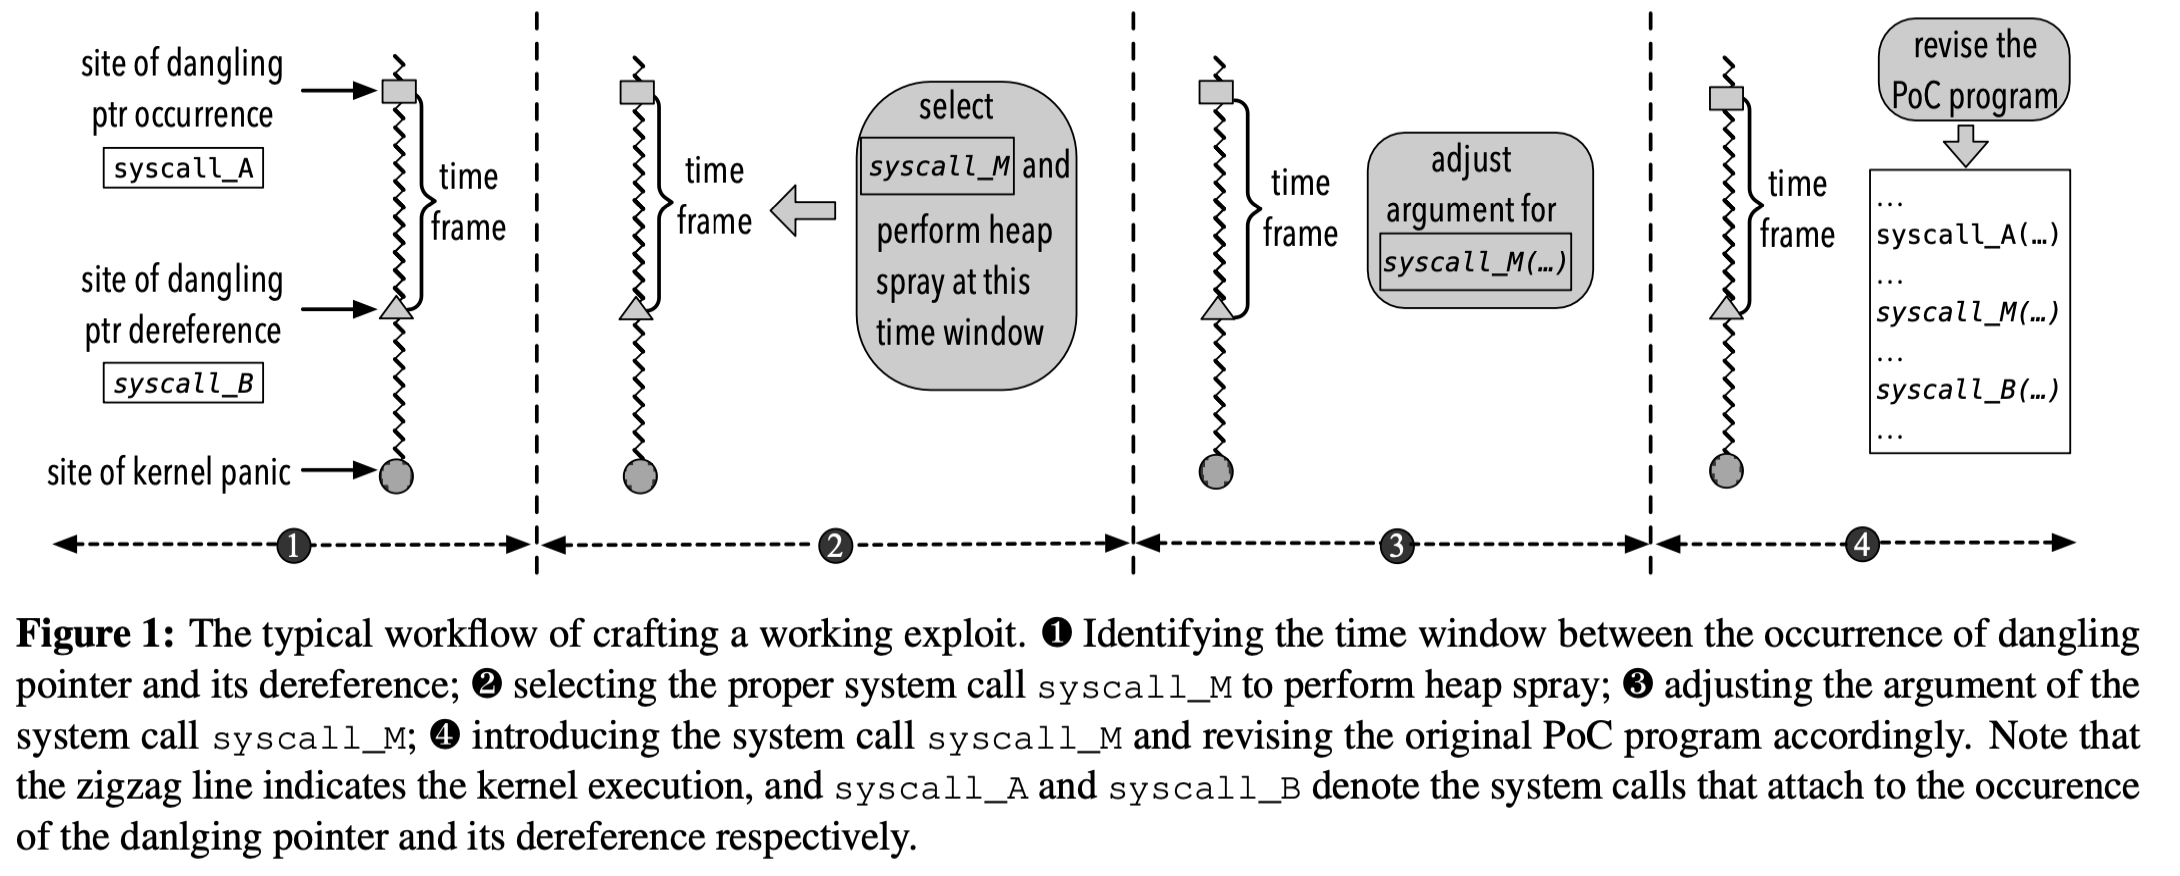 site of dangling
ptr occurrence
syscall_A
time
frame
site of dangling
ptr dereference
syscall_B
site of kernel panic
1
time
frame
select
syscall_M and
perform heap
spray at this
time window
2
time
frame
adjust
argument for
syscall_M(…)
3
time
frame
revise the
PoC program
...
syscall_A(…)
...
syscall_M(…)
...
syscall_B(…)
...
4
Figure 1: The typical workflow of crafting a working exploit. ❶ Identifying the time window between the occurrence of dangling
pointer and its dereference; ❷ selecting the proper system call syscall_M to perform heap spray; ❸ adjusting the argument of the
system call syscall_M; ❹ introducing the system call syscall_M and revising the original PoC program accordingly. Note that
the zigzag line indicates the kernel execution, and syscall_A and syscall_B denote the system calls that attach to the occurence
of the danlging pointer and its dereference respectively.